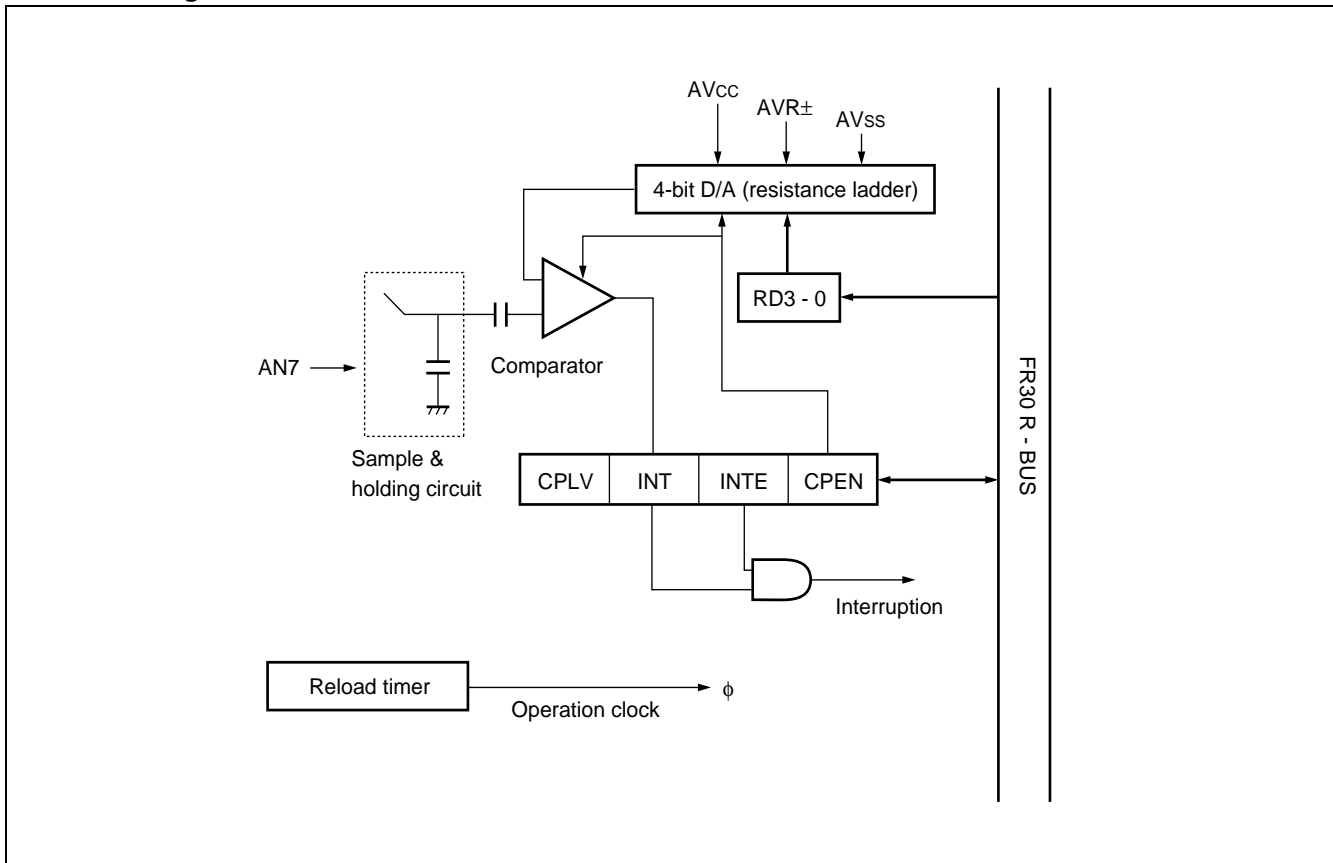 AVCC
AVR±
AVSS
4-bit D/A (resistance ladder)
RD3 - 0
AN7
Comparator
Sample &
holding circuit
CPLV INT INTE CPEN
FR30 R - BUS
Interruption
Reload timer
Operation clock
ϕ